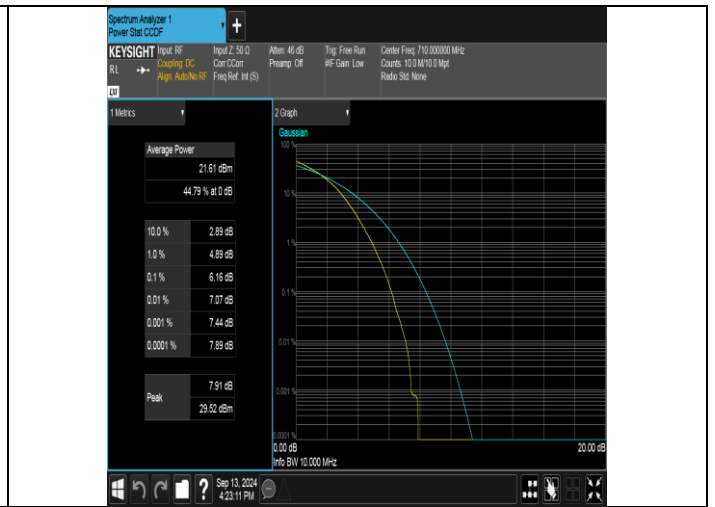 Spectrum Analyzer 1
Power Stat CCDF
+
KEYSIGHT Input: RF Input Z: 50 Ω Atten: 46 dB Trig: Free Run Center Freq: 710.000000 MHz
RL Coupling: DC Corr CCorr Preamp: Off #IF Gain: Low Counts: 10.0 M/10.0 Mpt
Align: Auto/No RF Freq Ref: Int (S) Radio Std: None
1 Metrics 2 Graph
Gaussian
Average Power
21.61 dBm
44.79 % at 0 dB
10.0 % 2.89 dB
1.0 % 4.89 dB
0.1 % 6.16 dB
0.01 % 7.07 dB
0.001 % 7.44 dB
0.0001 % 7.89 dB
Peak 7.91 dB
29.52 dBm
100 %
10 %
1 %
0.1 %
0.01 %
0.001 %
0.0001 %
0.00 dB 20.00 dB
Info BW 10.000 MHz
? Sep 13, 2024
4:23:11 PM